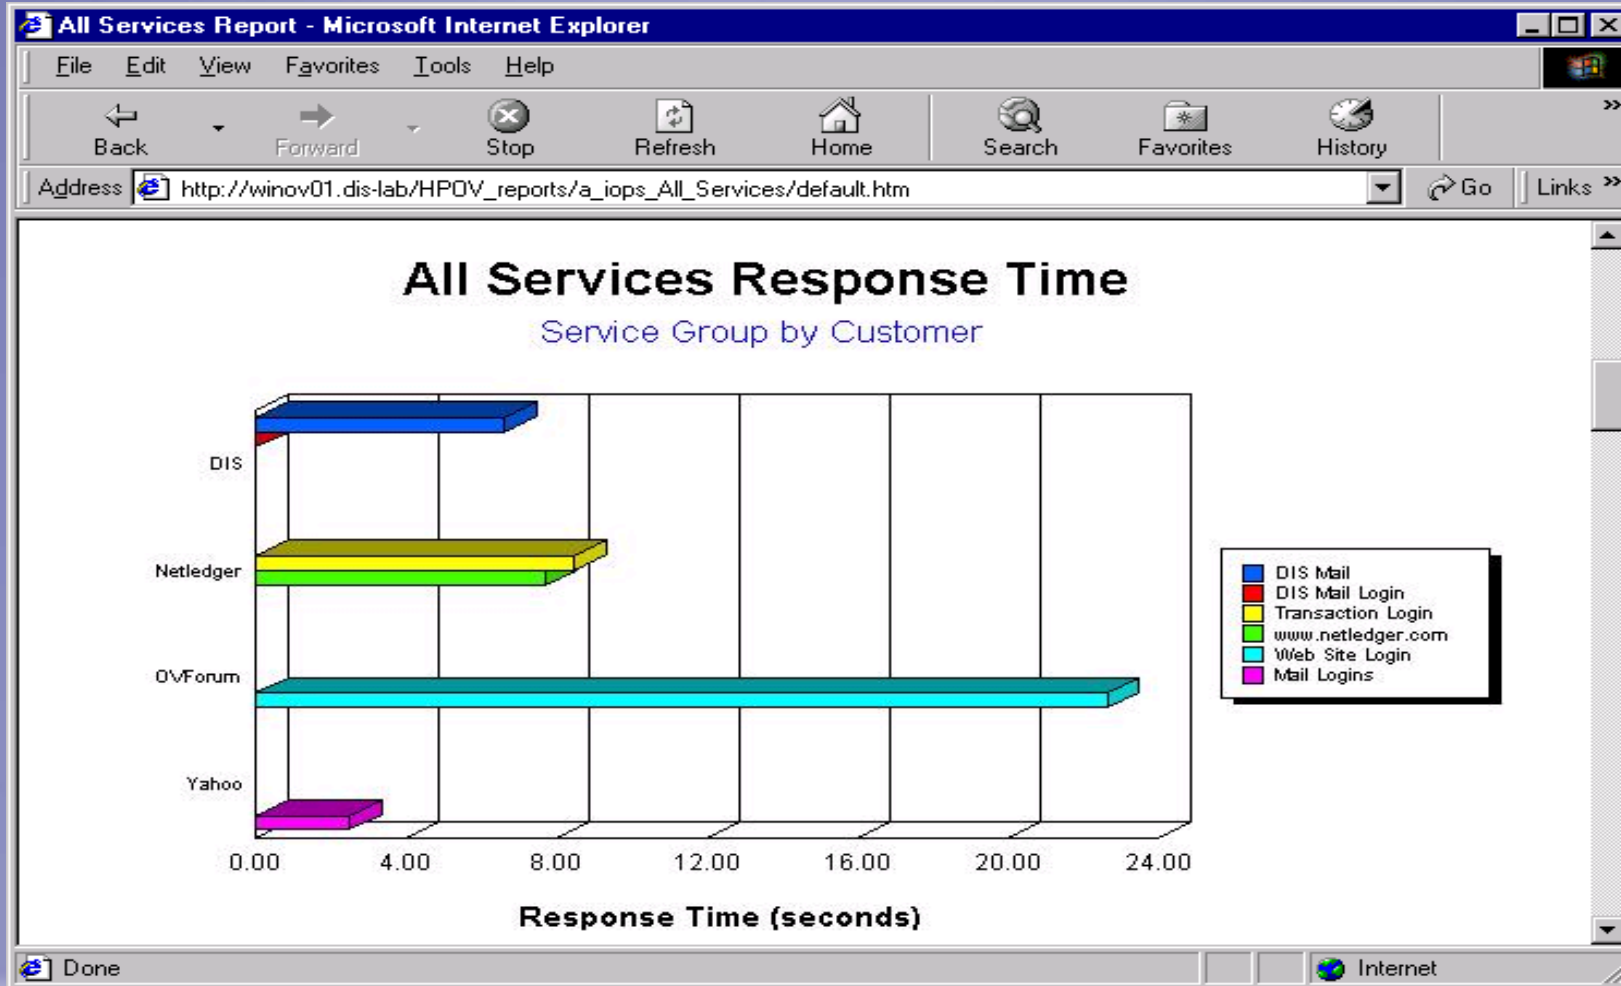 All Services Report - Microsoft Internet Explorer
File Edit View Favorites Tools Help
Back Forward Stop Refresh Home Search Favorites History »
Address http://winov01.dis-lab/HPOV_reports/a_iops_All_Services/default.htm Go Links »
All Services Response Time
Service Group by Customer
DIS
Netledger
OVForum
Yahoo
0.00 4.00 8.00 12.00 16.00 20.00 24.00
Response Time (seconds)
DIS Mail
DIS Mail Login
Transaction Login
www.netledger.com
Web Site Login
Mail Logins
Done Internet